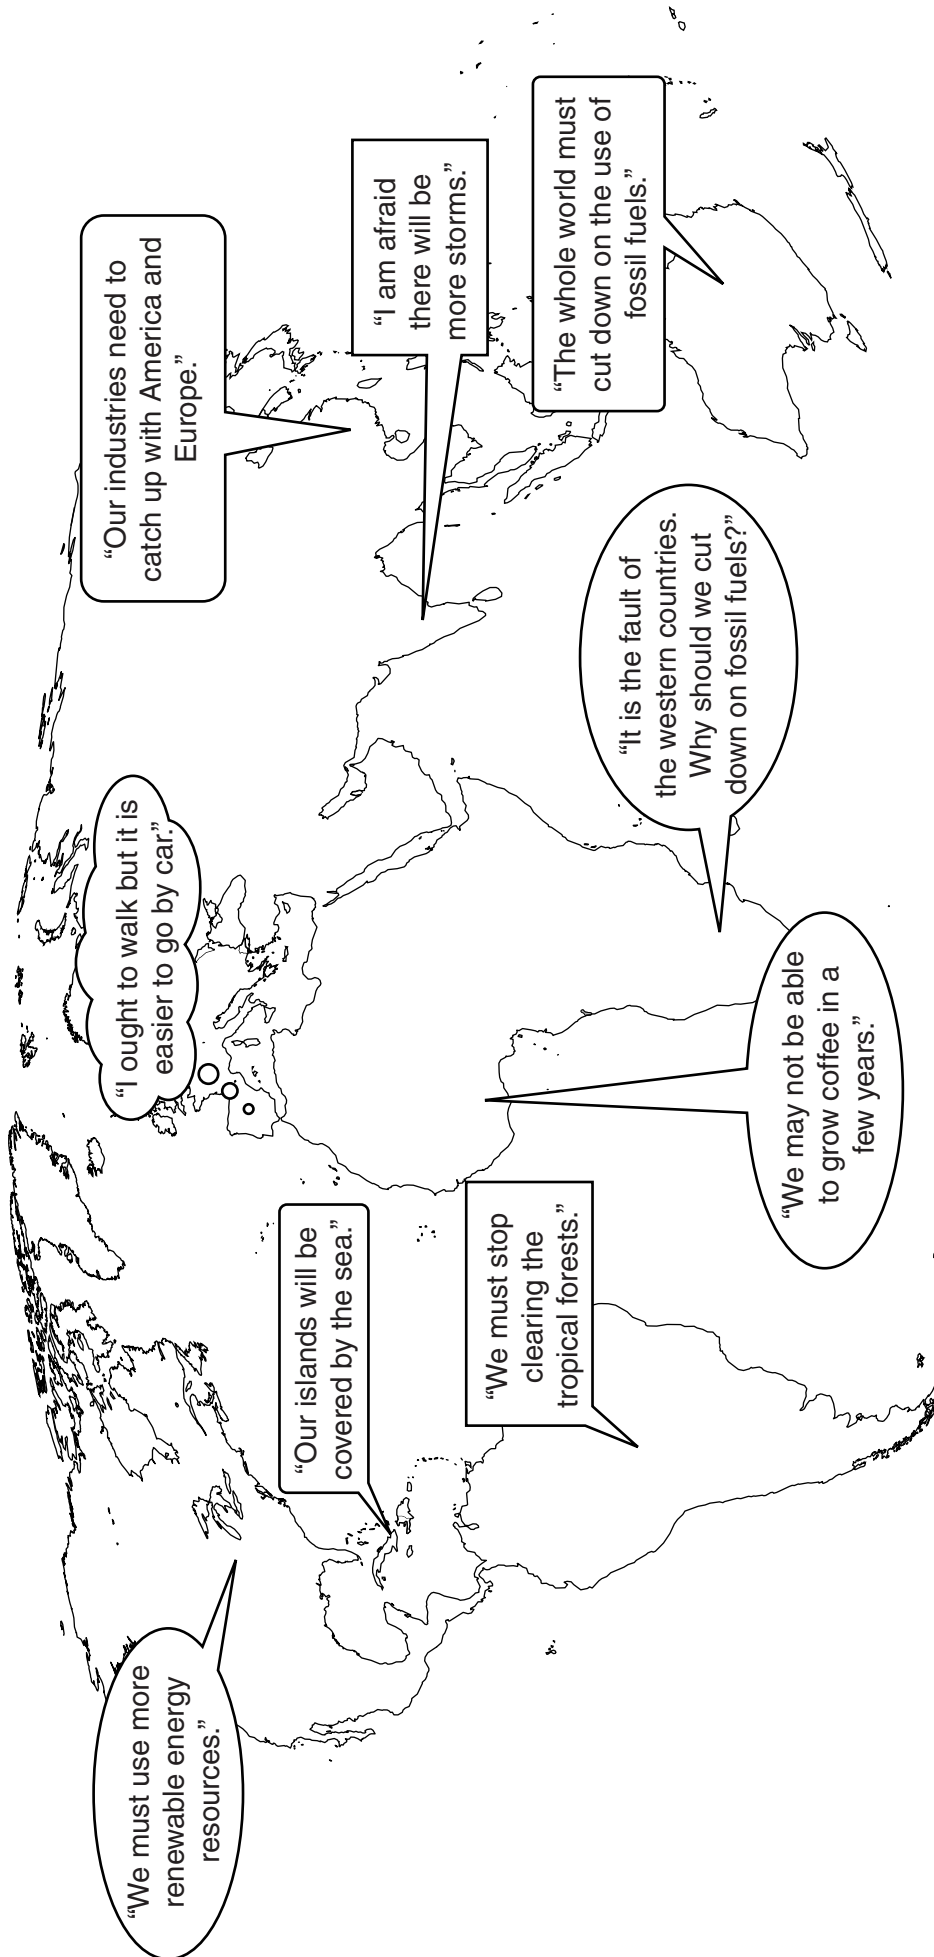 “We must use more
renewable energy
resources.”
“Our islands will be
covered by the sea.”
“We must stop
clearing the
tropical forests.”
“I ought to walk but it is
easier to go by car.”
“We may not be able
to grow coffee in a
few years.”
“It is the fault of
the western countries.
Why should we cut
down on fossil fuels?”
“Our industries need to
catch up with America and
Europe.”
“I am afraid
there will be
more storms.”
“The whole world must
cut down on the use of
fossil fuels.”